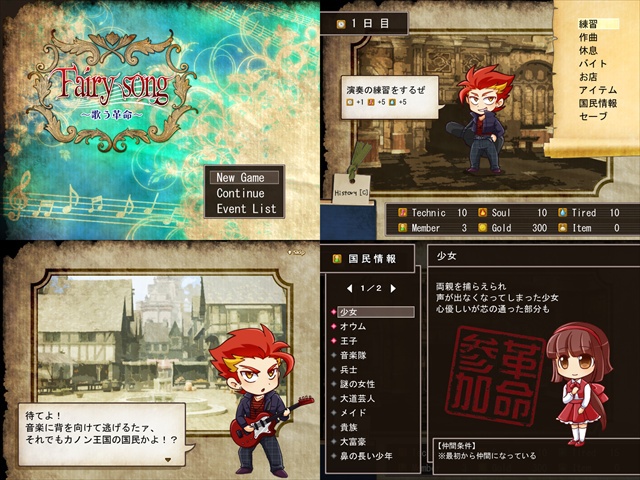 Fairy song
～歌う革命～
New Game
Continue
Event List
1日目
練習
作曲
休息
バイト
お店
アイテム
国民情報
セーブ
演奏の練習をするぜ
+1 +5 +5
History [C]
Technic 10 Soul 10 Tired 10
Member 3 Gold 300 Item 0
待てよ！
音楽に背を向けて逃げるたァ、
それでもカノン王国の国民かよ！？
国民情報
1/2
少女
オウム
王子
音楽隊
兵士
謎の女性
大道芸人
メイド
貴族
大富豪
鼻の長い少年
少女
両親を捕らえられ
声が出なくなってしまった少女
心優しいが芯の通った部分も
革命参加
【仲間条件】
※最初から仲間になっている